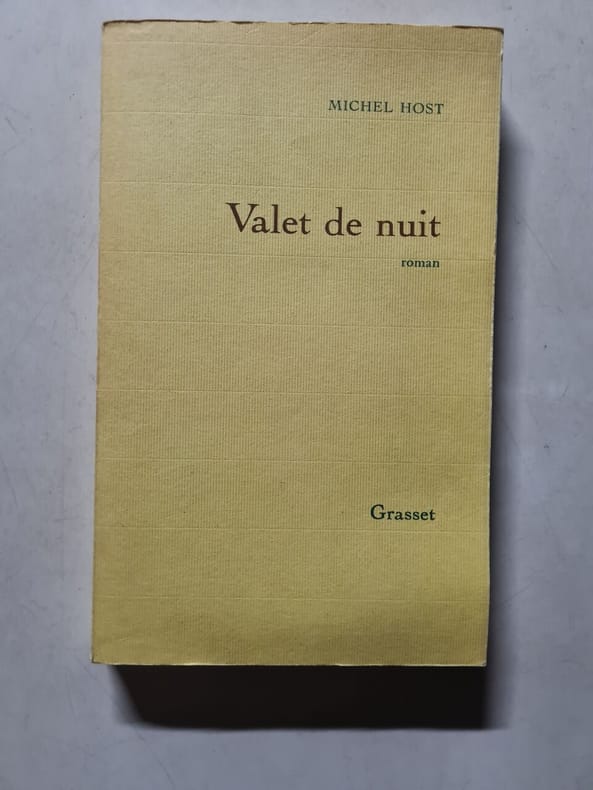 MICHEL HOST
Valet de nuit
roman
Grasset